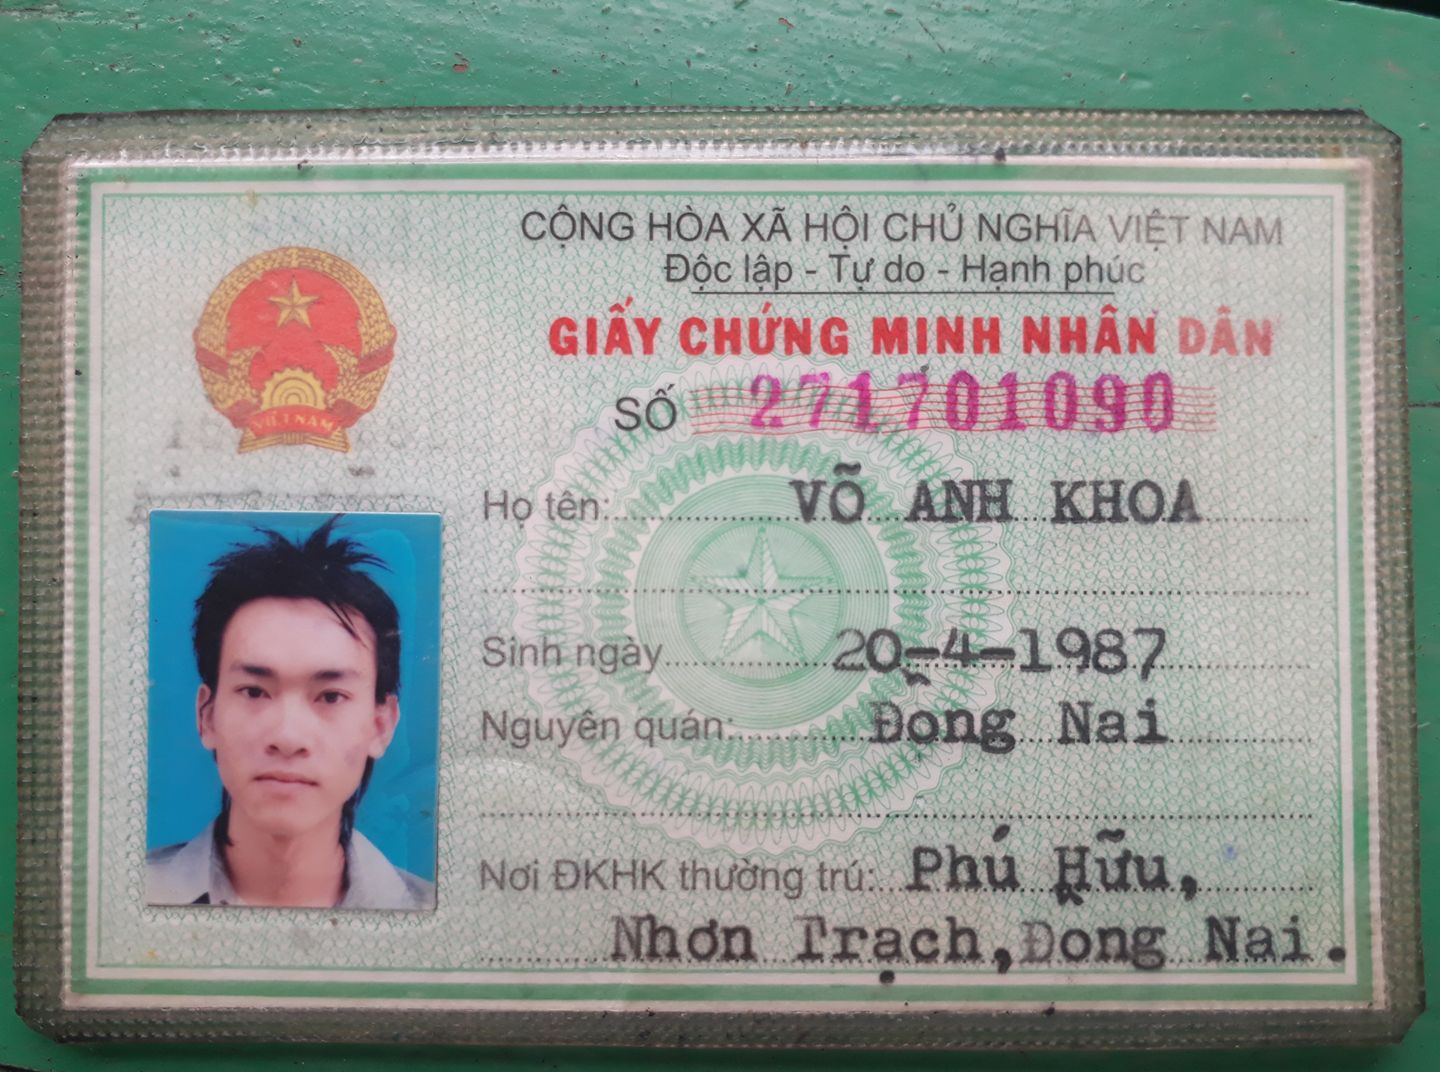 CỘNG HÒA XÃ HỘI CHỦ NGHĨA VIỆT NAM
Độc lập - Tự do - Hạnh phúc
GIẤY CHỨNG MINH NHÂN DÂN
SỐ 271701090
VIỆT NAM
Họ tên: VÕ ANH KHOA
Sinh ngày 20-4-1987
Nguyên quán: Đọng Nai
Nơi ĐKHK thường trú: Phú Hữu,
Nhơn Trạch, Đong Nai.